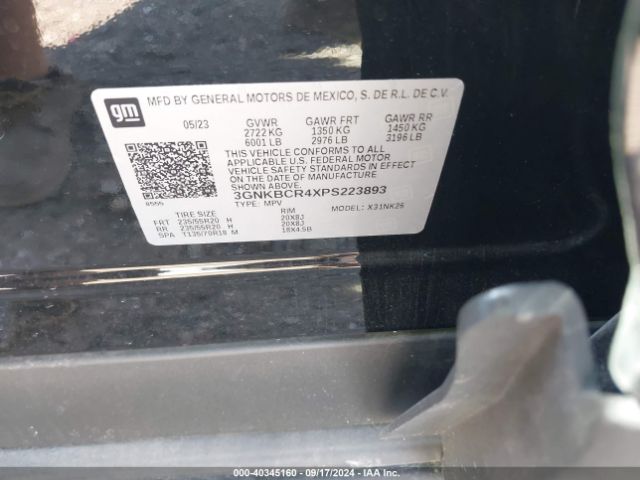 gm
MFD BY GENERAL MOTORS DE MEXICO, S. DE R.L. DE C.V.
05/23 GVWR GAWR FRT GAWR RR
2722 KG 1350 KG 1450 KG
6001 LB 2976 LB 3196 LB
THIS VEHICLE CONFORMS TO ALL
APPLICABLE U.S. FEDERAL MOTOR
VEHICLE SAFETY STANDARDS IN EFFECT
ON THE DATE OF MANUFACTURE
SHOWN ABOVE.
3GNKBCR4XPS223893
TYPE: MPV MODEL: X31NK26
TIRE SIZE RIM
FRT 235/55R20 H 20X8J
RR 235/55R20 H 20X8J
SPA T135/70R18 M 18X4.5B
000-40345160 - 09/17/2024 - IAAI.com